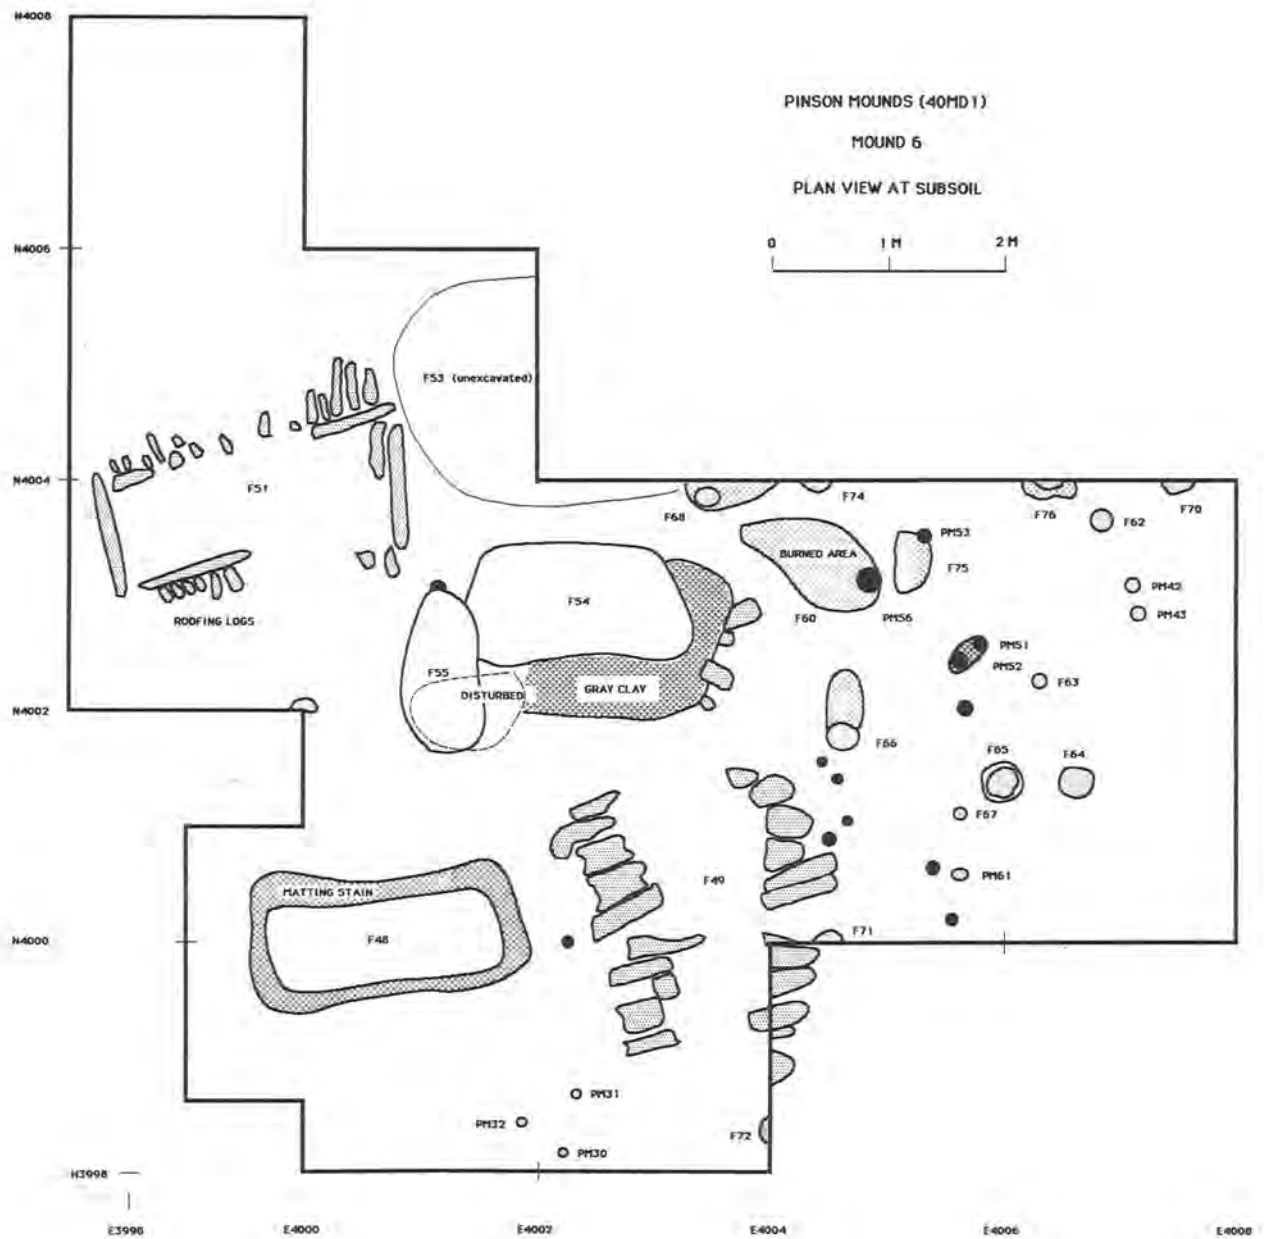 N4008
PINSON MOUNDS (40MD1)
MOUND 6
PLAN VIEW AT SUBSOIL
0 1 M 2 M
N4006
F53 (unexcavated)
N4004
F51
F68
F74
F76
F62
F70
BURNED AREA
PM53
F75
F54
F60
PM56
PM42
PM43
ROOFING LOGS
PM51
PM52
F55
DISTURBED
GRAY CLAY
F63
N4002
F66
F65
F64
F67
MATTING STAIN
F49
PM61
F48
F71
N4000
PM31
PM32
F72
PM30
N3998
E3998 E4000 E4002 E4004 E4006 E4008